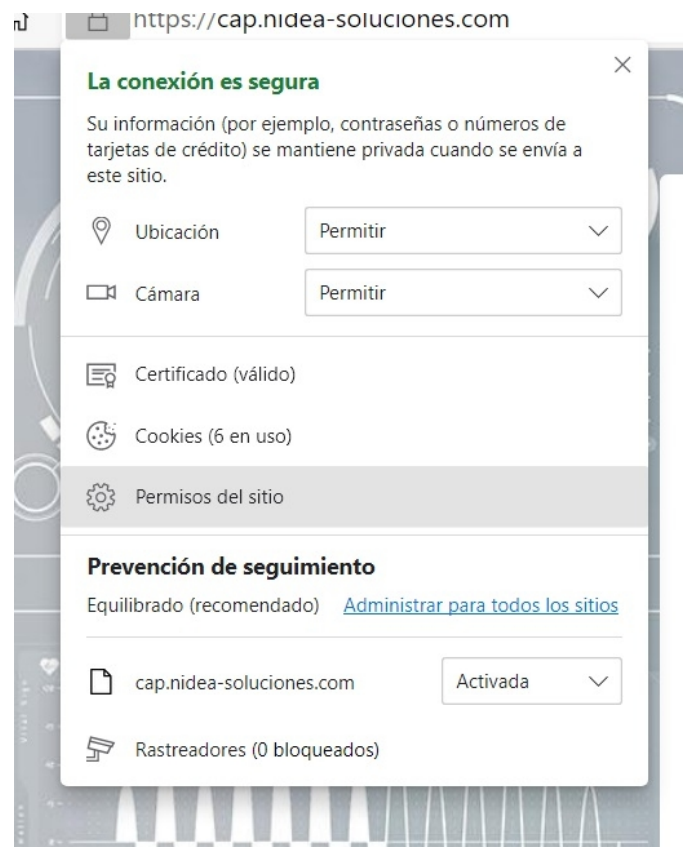 https://cap.nidea-soluciones.com
La conexión es segura
Su información (por ejemplo, contraseñas o números de
tarjetas de crédito) se mantiene privada cuando se envía a
este sitio.
Ubicación Permitir
Cámara Permitir
Certificado (válido)
Cookies (6 en uso)
Permisos del sitio
Prevención de seguimiento
Equilibrado (recomendado) Administrar para todos los sitios
cap.nidea-soluciones.com Activada
Rastreadores (0 bloqueados)